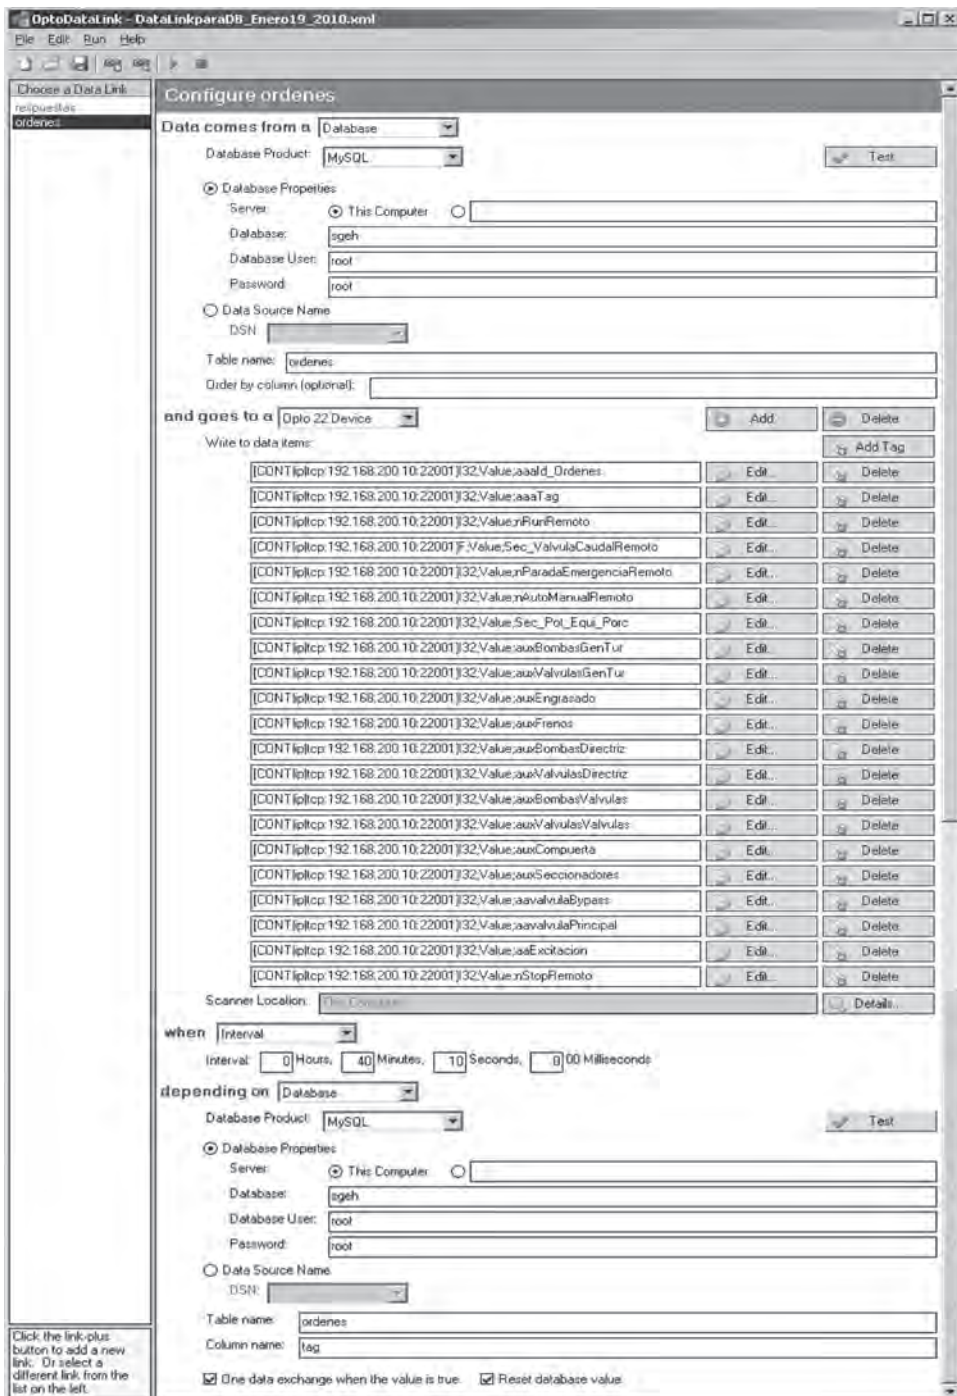 OptoDataLink - DataLinkparaDB_Enero19_2010.xml
File Edit Run Help
Choose a Data Link
respuestas
ordenes
Configure ordenes
Data comes from a Database
Database Product: MySQL Test
Database Properties
Server: This Computer
Database: sgeh
Database User: root
Password: root
Data Source Name
DSN:
Table name: ordenes
Order by column (optional):
and goes to a Opto 22 Device Add Delete
Write to data items: Add Tag
[CONT|ip|tcp:192.168.200.10:22001]I32;Value;aaaId_Ordenes Edit... Delete
[CONT|ip|tcp:192.168.200.10:22001]I32;Value;aaaTag Edit... Delete
[CONT|ip|tcp:192.168.200.10:22001]I32;Value;nRunRemoto Edit... Delete
[CONT|ip|tcp:192.168.200.10:22001]F;Value;Sec_ValvulaCaudalRemoto Edit... Delete
[CONT|ip|tcp:192.168.200.10:22001]I32;Value;nParadaEmergenciaRemoto Edit... Delete
[CONT|ip|tcp:192.168.200.10:22001]I32;Value;nAutoManualRemoto Edit... Delete
[CONT|ip|tcp:192.168.200.10:22001]I32;Value;Sec_Pot_Equi_Porc Edit... Delete
[CONT|ip|tcp:192.168.200.10:22001]I32;Value;auxBombasGenTur Edit... Delete
[CONT|ip|tcp:192.168.200.10:22001]I32;Value;auxValvulasGenTur Edit... Delete
[CONT|ip|tcp:192.168.200.10:22001]I32;Value;auxEngrasado Edit... Delete
[CONT|ip|tcp:192.168.200.10:22001]I32;Value;auxFrenos Edit... Delete
[CONT|ip|tcp:192.168.200.10:22001]I32;Value;auxBombasDirectriz Edit... Delete
[CONT|ip|tcp:192.168.200.10:22001]I32;Value;auxValvulasDirectriz Edit... Delete
[CONT|ip|tcp:192.168.200.10:22001]I32;Value;auxBombasValvulas Edit... Delete
[CONT|ip|tcp:192.168.200.10:22001]I32;Value;auxValvulasValvulas Edit... Delete
[CONT|ip|tcp:192.168.200.10:22001]I32;Value;auxCompuerta Edit... Delete
[CONT|ip|tcp:192.168.200.10:22001]I32;Value;auxSeccionadores Edit... Delete
[CONT|ip|tcp:192.168.200.10:22001]I32;Value;aavalvulaBypass Edit... Delete
[CONT|ip|tcp:192.168.200.10:22001]I32;Value;aavalvulaPrincipal Edit... Delete
[CONT|ip|tcp:192.168.200.10:22001]I32;Value;aaExcitacion Edit... Delete
[CONT|ip|tcp:192.168.200.10:22001]I32;Value;nStopRemoto Edit... Delete
Scanner Location: This Computer Details...
when Interval
Interval: 0 Hours, 40 Minutes, 10 Seconds, 0 00 Milliseconds
depending on Database
Database Product: MySQL Test
Database Properties
Server: This Computer
Database: sgeh
Database User: root
Password: root
Data Source Name
DSN:
Table name: ordenes
Column name: tag
One data exchange when the value is true Reset database value
Click the link-plus
button to add a new
link. Or select a
different link from the
list on the left.